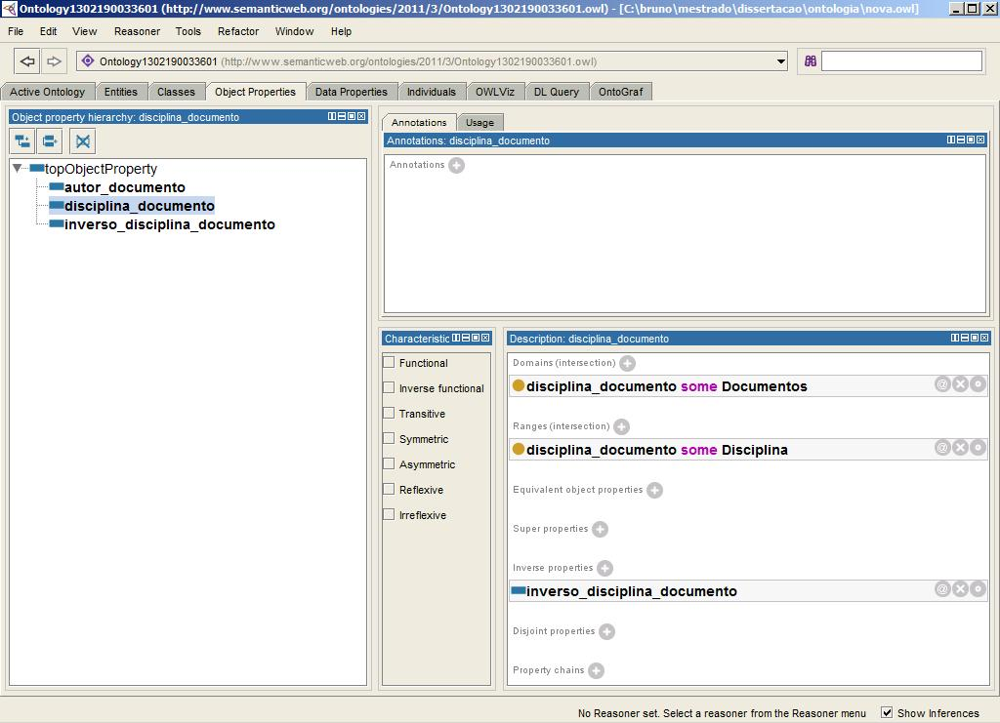 Ontology1302190033601 (http://www.semanticweb.org/ontologies/2011/3/Ontology1302190033601.owl) - [C:\bruno\mestrado\dissertacao\ontologia\nova.owl]
File Edit View Reasoner Tools Refactor Window Help
Ontology1302190033601 (http://www.semanticweb.org/ontologies/2011/3/Ontology1302190033601.owl)
Active Ontology Entities Classes Object Properties Data Properties Individuals OWLViz DL Query OntoGraf
Object property hierarchy: disciplina_documento
topObjectProperty
autor_documento
disciplina_documento
inverso_disciplina_documento
Annotations Usage
Annotations: disciplina_documento
Annotations
Characteristic
Functional
Inverse functional
Transitive
Symmetric
Asymmetric
Reflexive
Irreflexive
Description: disciplina_documento
Domains (intersection)
disciplina_documento some Documentos
Ranges (intersection)
disciplina_documento some Disciplina
Equivalent object properties
Super properties
Inverse properties
inverso_disciplina_documento
Disjoint properties
Property chains
No Reasoner set. Select a reasoner from the Reasoner menu Show Inferences